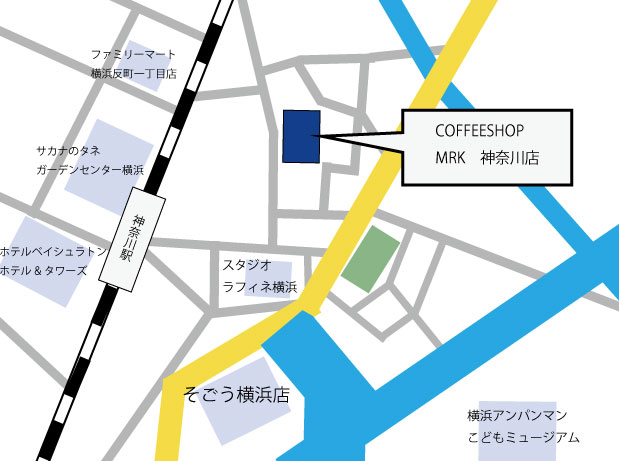 ファミリーマート
横浜反町一丁目店
COFFEESHOP
MRK　神奈川店
サカナのタネ
ガーデンセンター横浜
神奈川駅
ホテルベイシュラトン
ホテル＆タワーズ
スタジオ
ラフィネ横浜
そごう横浜店
横浜アンパンマン
こどもミュージアム